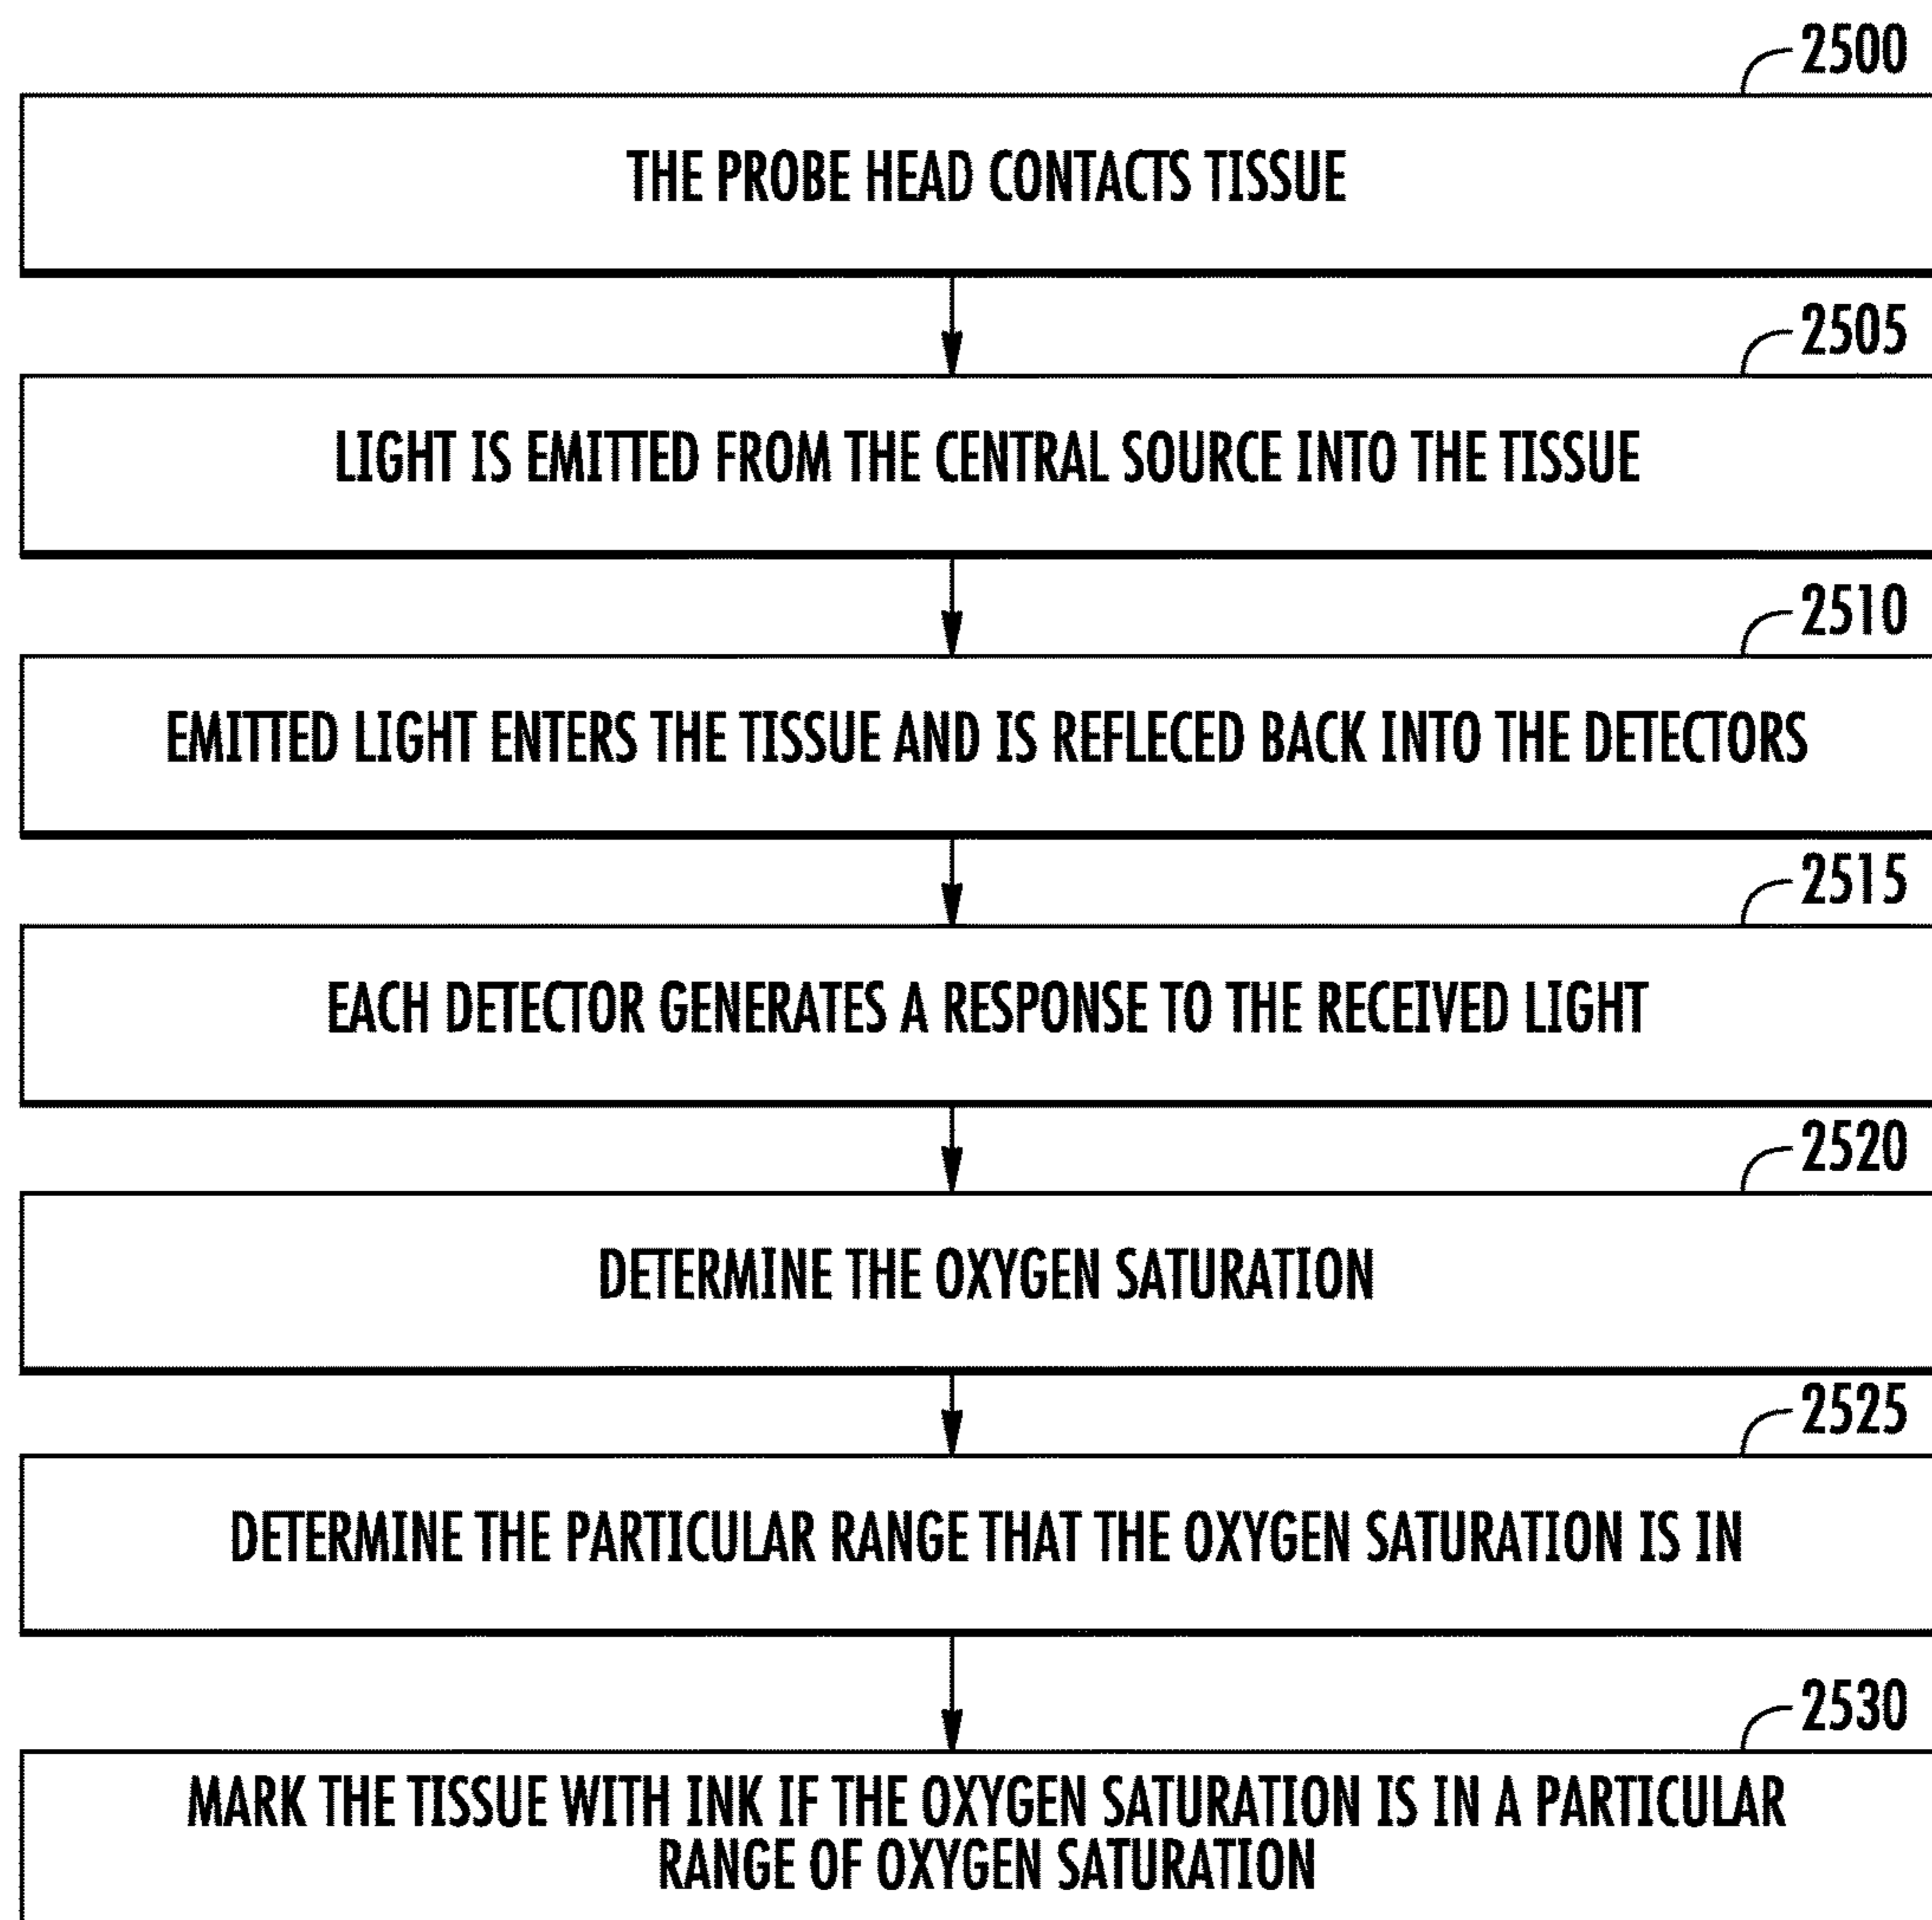 2500
THE PROBE HEAD CONTACTS TISSUE
2505
LIGHT IS EMITTED FROM THE CENTRAL SOURCE INTO THE TISSUE
2510
EMITTED LIGHT ENTERS THE TISSUE AND IS REFLECED BACK INTO THE DETECTORS
2515
EACH DETECTOR GENERATES A RESPONSE TO THE RECEIVED LIGHT
2520
DETERMINE THE OXYGEN SATURATION
2525
DETERMINE THE PARTICULAR RANGE THAT THE OXYGEN SATURATION IS IN
2530
MARK THE TISSUE WITH INK IF THE OXYGEN SATURATION IS IN A PARTICULAR
RANGE OF OXYGEN SATURATION